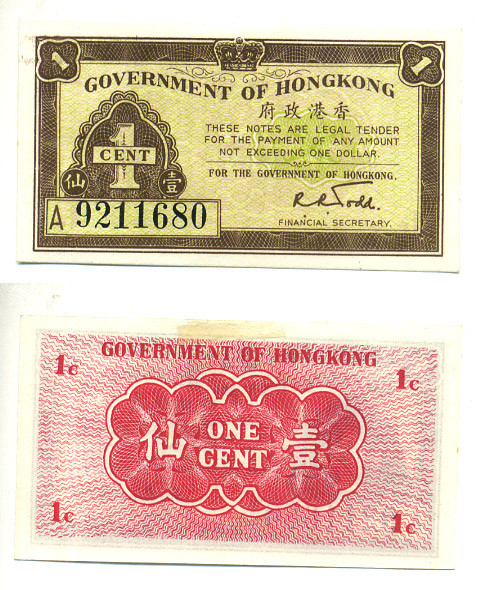 1 1
GOVERNMENT OF HONGKONG
府政港香
THESE NOTES ARE LEGAL TENDER
FOR THE PAYMENT OF ANY AMOUNT
NOT EXCEEDING ONE DOLLAR.
FOR THE GOVERNMENT OF HONGKONG.
1
CENT
仙 壹
A 9211680
R R Todd.
FINANCIAL SECRETARY.
GOVERNMENT OF HONGKONG
1c 1c
仙 ONE 壹
CENT
1c 1c